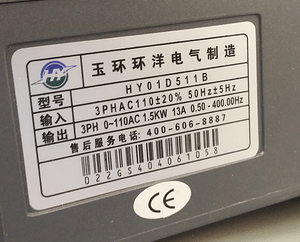 HY
玉环环洋电气制造
型号 HY01D511B
输入 3PHAC110±20% 50Hz±5Hz
输出 3PH 0-110AC 1.5KW 13A 0.50-400.00Hz
售后服务电话: 400-606-8887
022GS404061058
CE